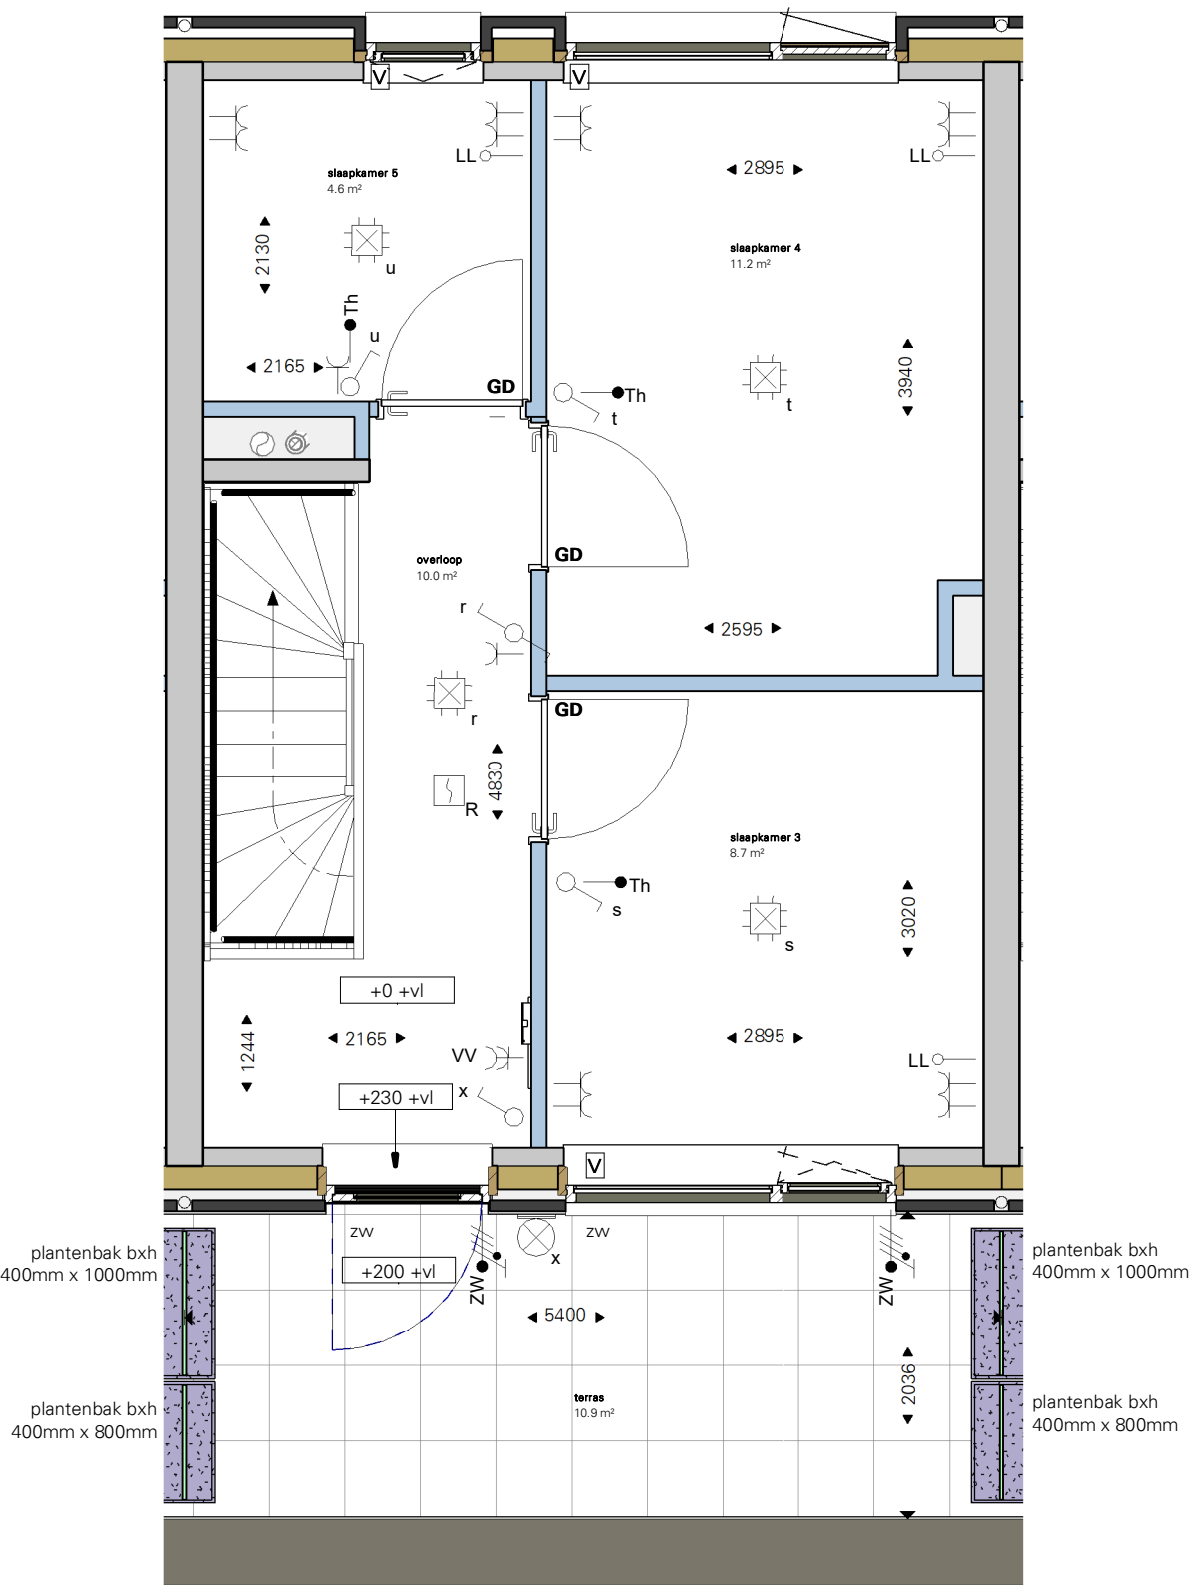 V
V
LL
LL
slaapkamer 5
4.6 m²
2895
2130
u
slaapkamer 4
11.2 m²
Th
u
2165
GD
3940
Th
t
t
GD
overloop
10.0 m²
r
2595
GD
r
4830
R
slaapkamer 3
8.7 m²
Th
s
3020
s
+0 +vl
1244
2165
2895
VV
LL
x
+230 +vl
V
zw
zw
x
+200 +vl
ZW
ZW
plantenbak bxh
400mm x 1000mm
plantenbak bxh
400mm x 1000mm
5400
2036
terras
10.9 m²
plantenbak bxh
400mm x 800mm
plantenbak bxh
400mm x 800mm